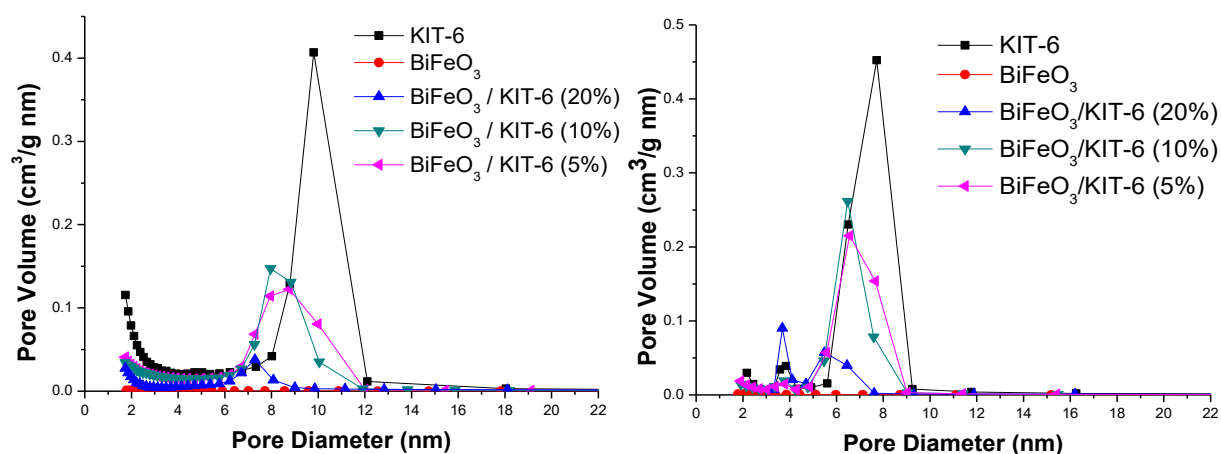 KIT-6
BiFeO3
BiFeO3 / KIT-6 (20%)
BiFeO3 / KIT-6 (10%)
BiFeO3 / KIT-6 (5%)
Pore Volume (cm3/g nm)
0.4
0.3
0.2
0.1
0.0
0 2 4 6 8 10 12 14 16 18 20 22
Pore Diameter (nm)
KIT-6
BiFeO3
BiFeO3/KIT-6 (20%)
BiFeO3/KIT-6 (10%)
BiFeO3/KIT-6 (5%)
Pore Volume (cm3/g nm)
0.5
0.4
0.3
0.2
0.1
0.0
0 2 4 6 8 10 12 14 16 18 20 22
Pore Diameter (nm)